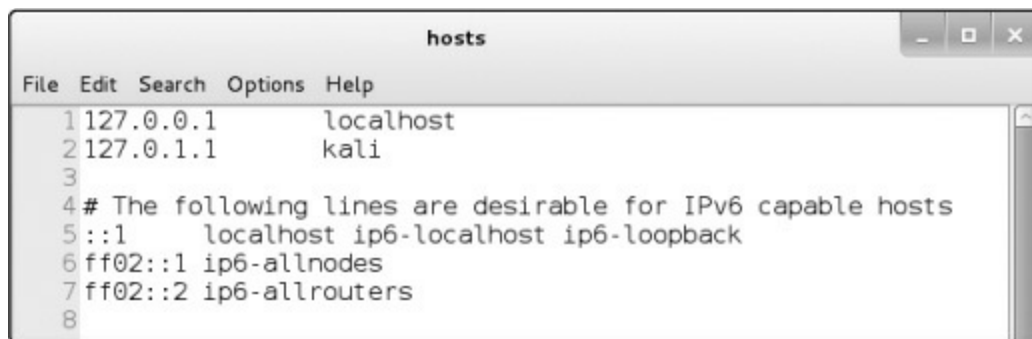 hosts
File Edit Search Options Help
1 127.0.0.1 localhost
2 127.0.1.1 kali
3
4 # The following lines are desirable for IPv6 capable hosts
5 ::1 localhost ip6-localhost ip6-loopback
6 ff02::1 ip6-allnodes
7 ff02::2 ip6-allrouters
8